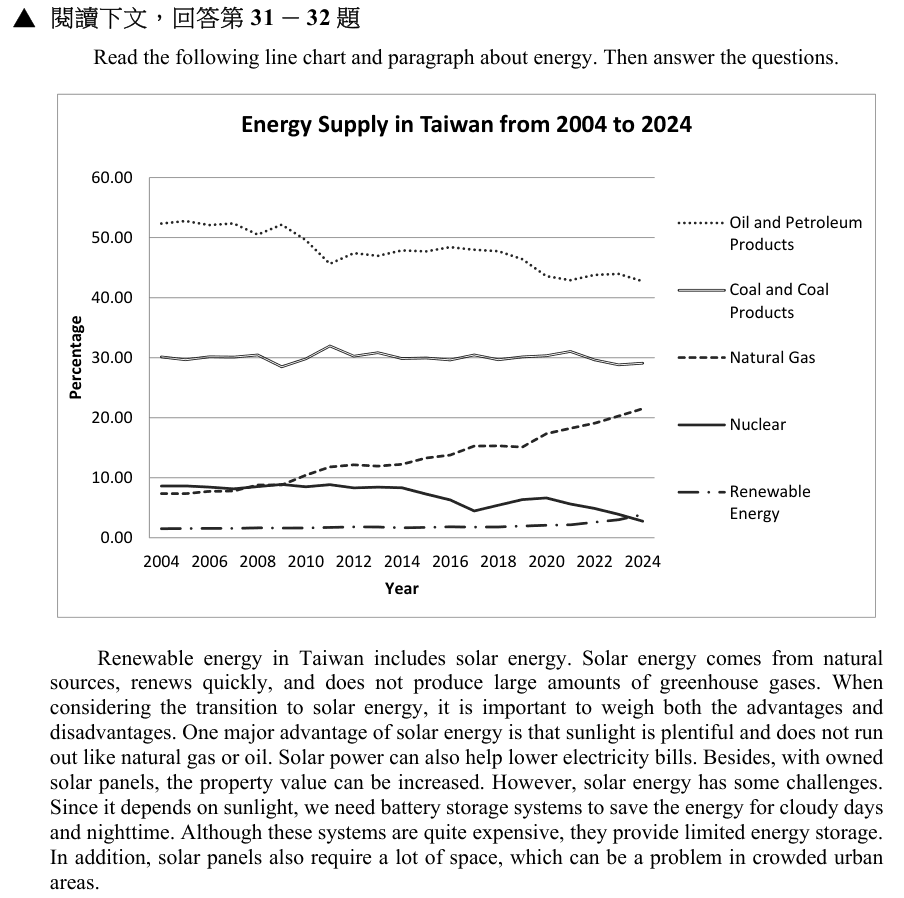 ▲ 閱讀下文，回答第 31－32 題
Read the following line chart and paragraph about energy. Then answer the questions.
Energy Supply in Taiwan from 2004 to 2024
60.00
50.00
40.00
30.00
20.00
10.00
0.00
Percentage
2004 2006 2008 2010 2012 2014 2016 2018 2020 2022 2024
Year
Oil and Petroleum
Products
Coal and Coal
Products
Natural Gas
Nuclear
Renewable
Energy
Renewable energy in Taiwan includes solar energy. Solar energy comes from natural
sources, renews quickly, and does not produce large amounts of greenhouse gases. When
considering the transition to solar energy, it is important to weigh both the advantages and
disadvantages. One major advantage of solar energy is that sunlight is plentiful and does not run
out like natural gas or oil. Solar power can also help lower electricity bills. Besides, with owned
solar panels, the property value can be increased. However, solar energy has some challenges.
Since it depends on sunlight, we need battery storage systems to save the energy for cloudy days
and nighttime. Although these systems are quite expensive, they provide limited energy storage.
In addition, solar panels also require a lot of space, which can be a problem in crowded urban
areas.